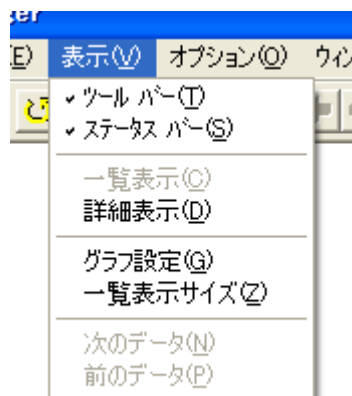 ger
(E) 表示(V) オプション(O) ウィン
ツール バー(T)
ステータス バー(S)
一覧表示(C)
詳細表示(D)
グラフ設定(G)
一覧表示サイズ(Z)
次のデータ(N)
前のデータ(P)